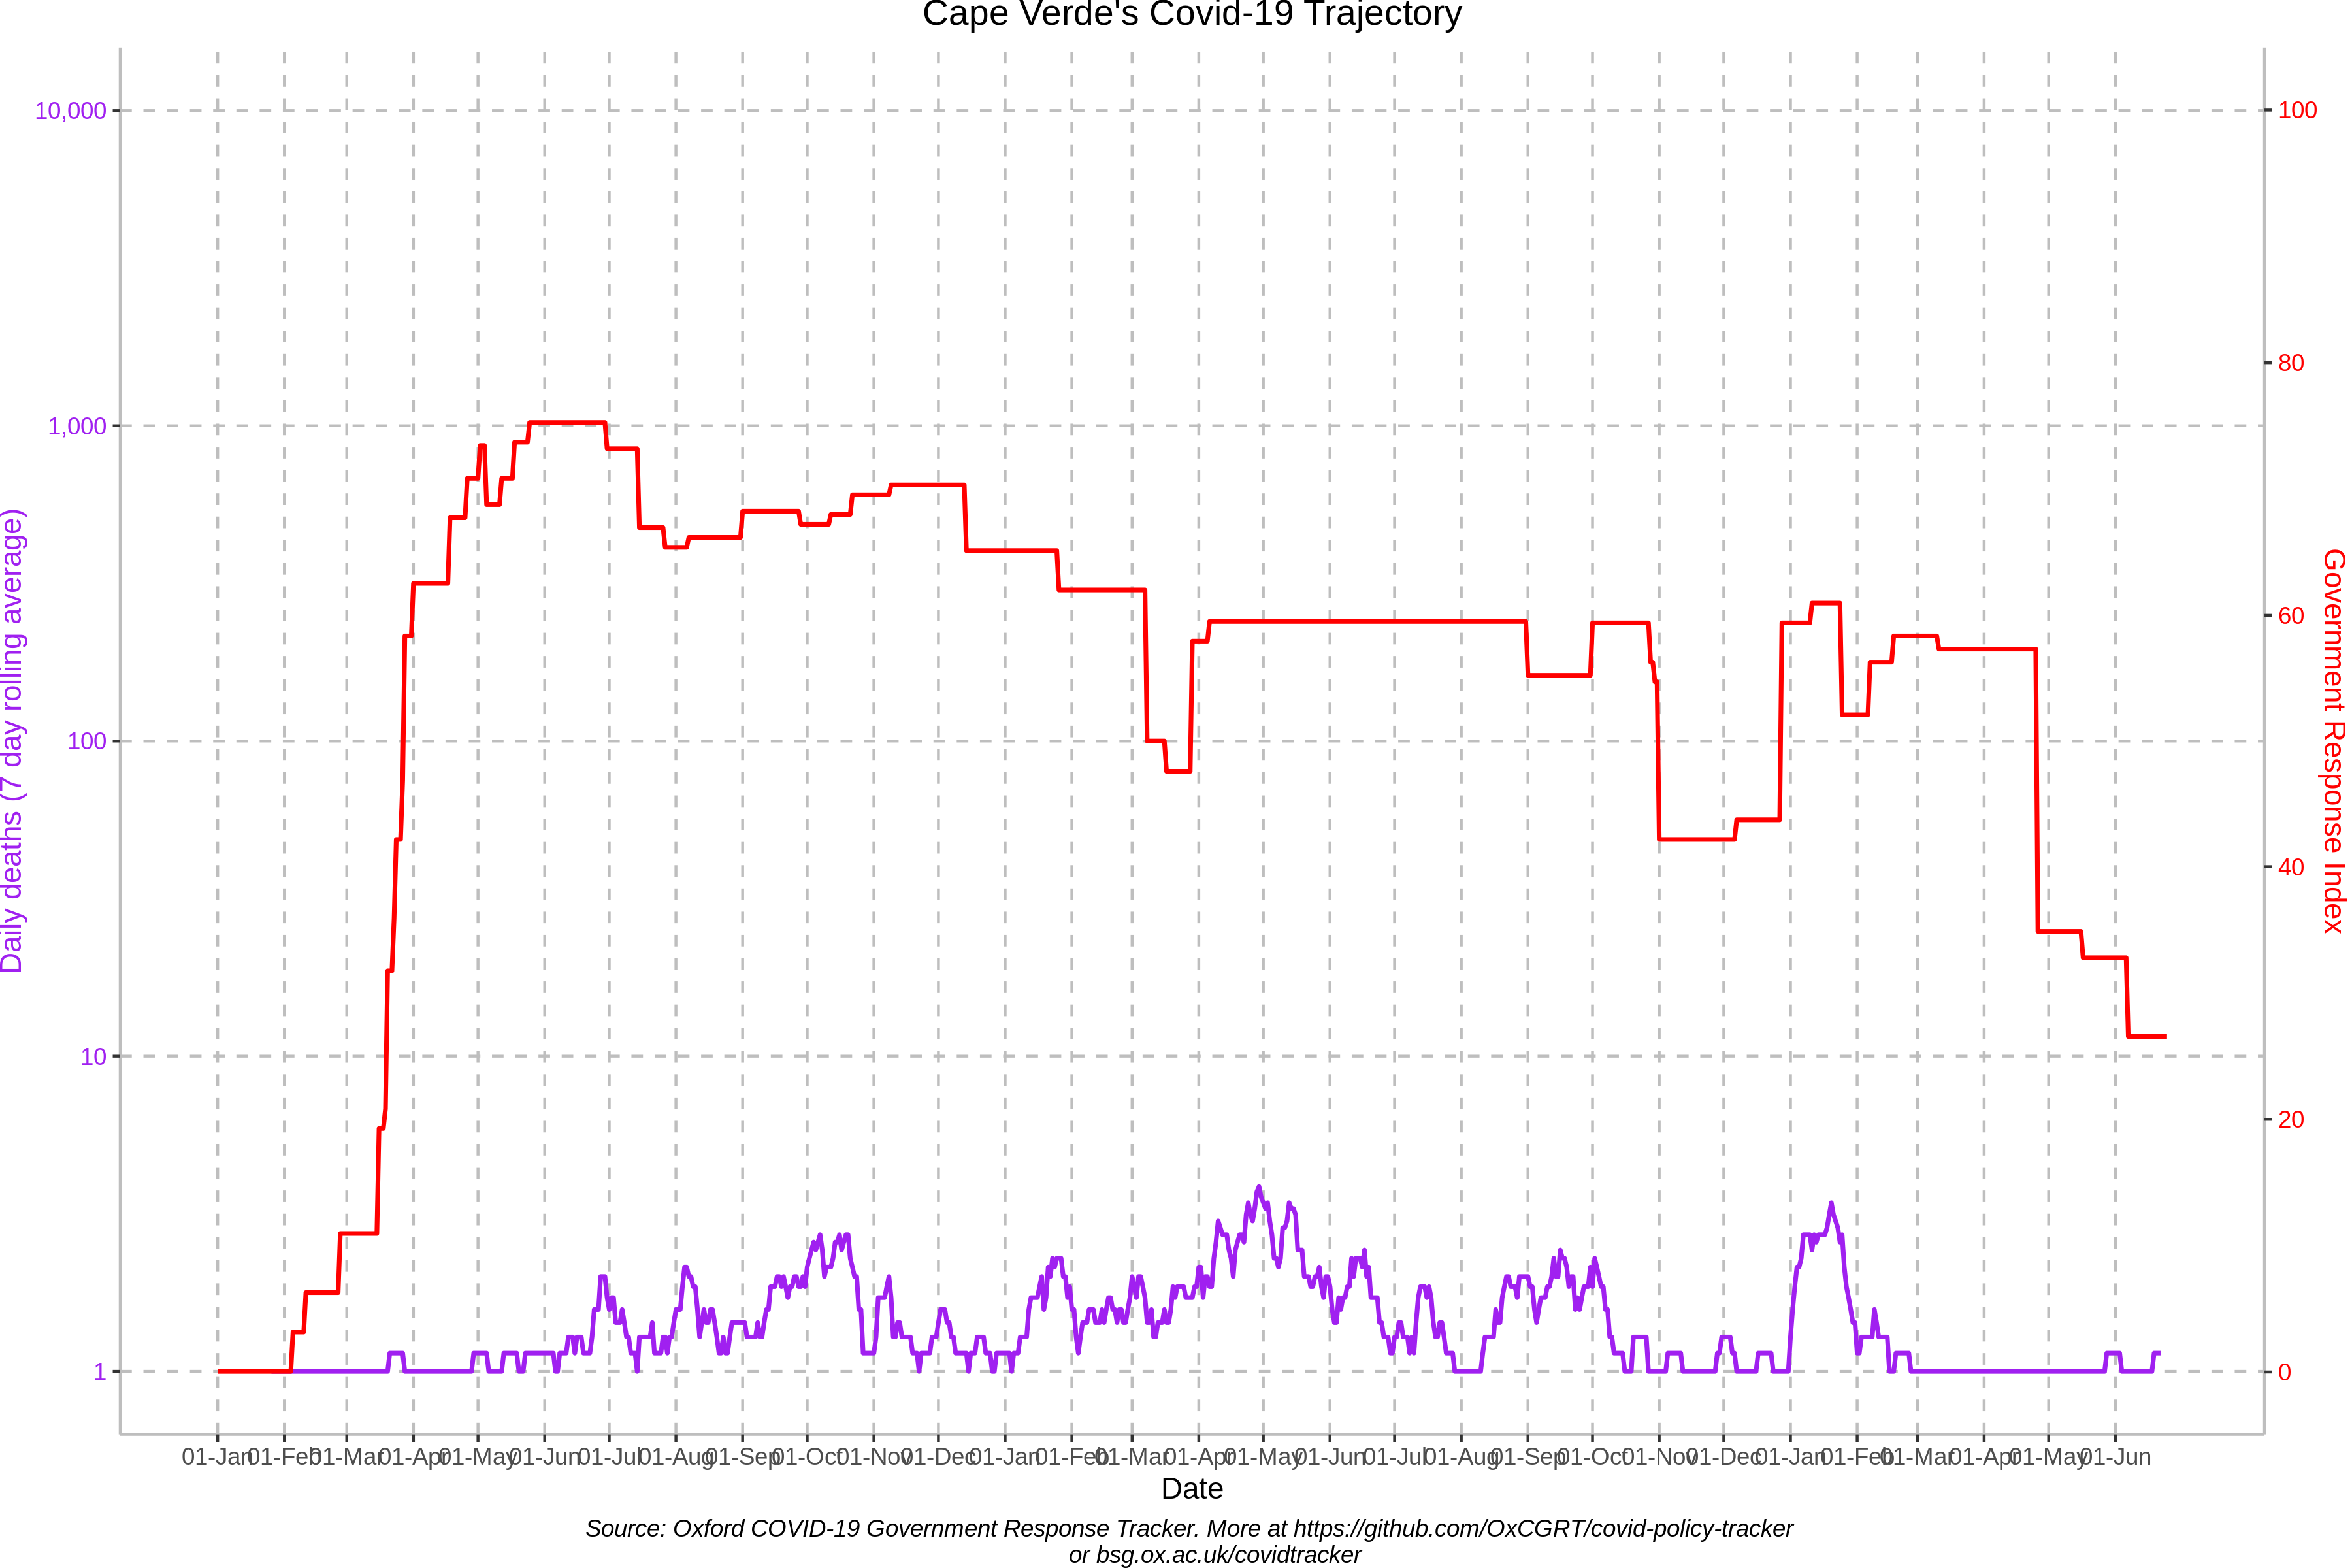 Cape Verde's Covid-19 Trajectory
10,000
1,000
100
10
1
Daily deaths (7 day rolling average)
100
80
60
40
20
0
Government Response Index
01-Jan 01-Feb 01-Mar 01-Apr 01-May 01-Jun 01-Jul 01-Aug 01-Sep 01-Oct 01-Nov 01-Dec 01-Jan 01-Feb 01-Mar 01-Apr 01-May 01-Jun 01-Jul 01-Aug 01-Sep 01-Oct 01-Nov 01-Dec 01-Jan 01-Feb 01-Mar 01-Apr 01-May 01-Jun
Date
Source: Oxford COVID-19 Government Response Tracker. More at https://github.com/OxCGRT/covid-policy-tracker
or bsg.ox.ac.uk/covidtracker